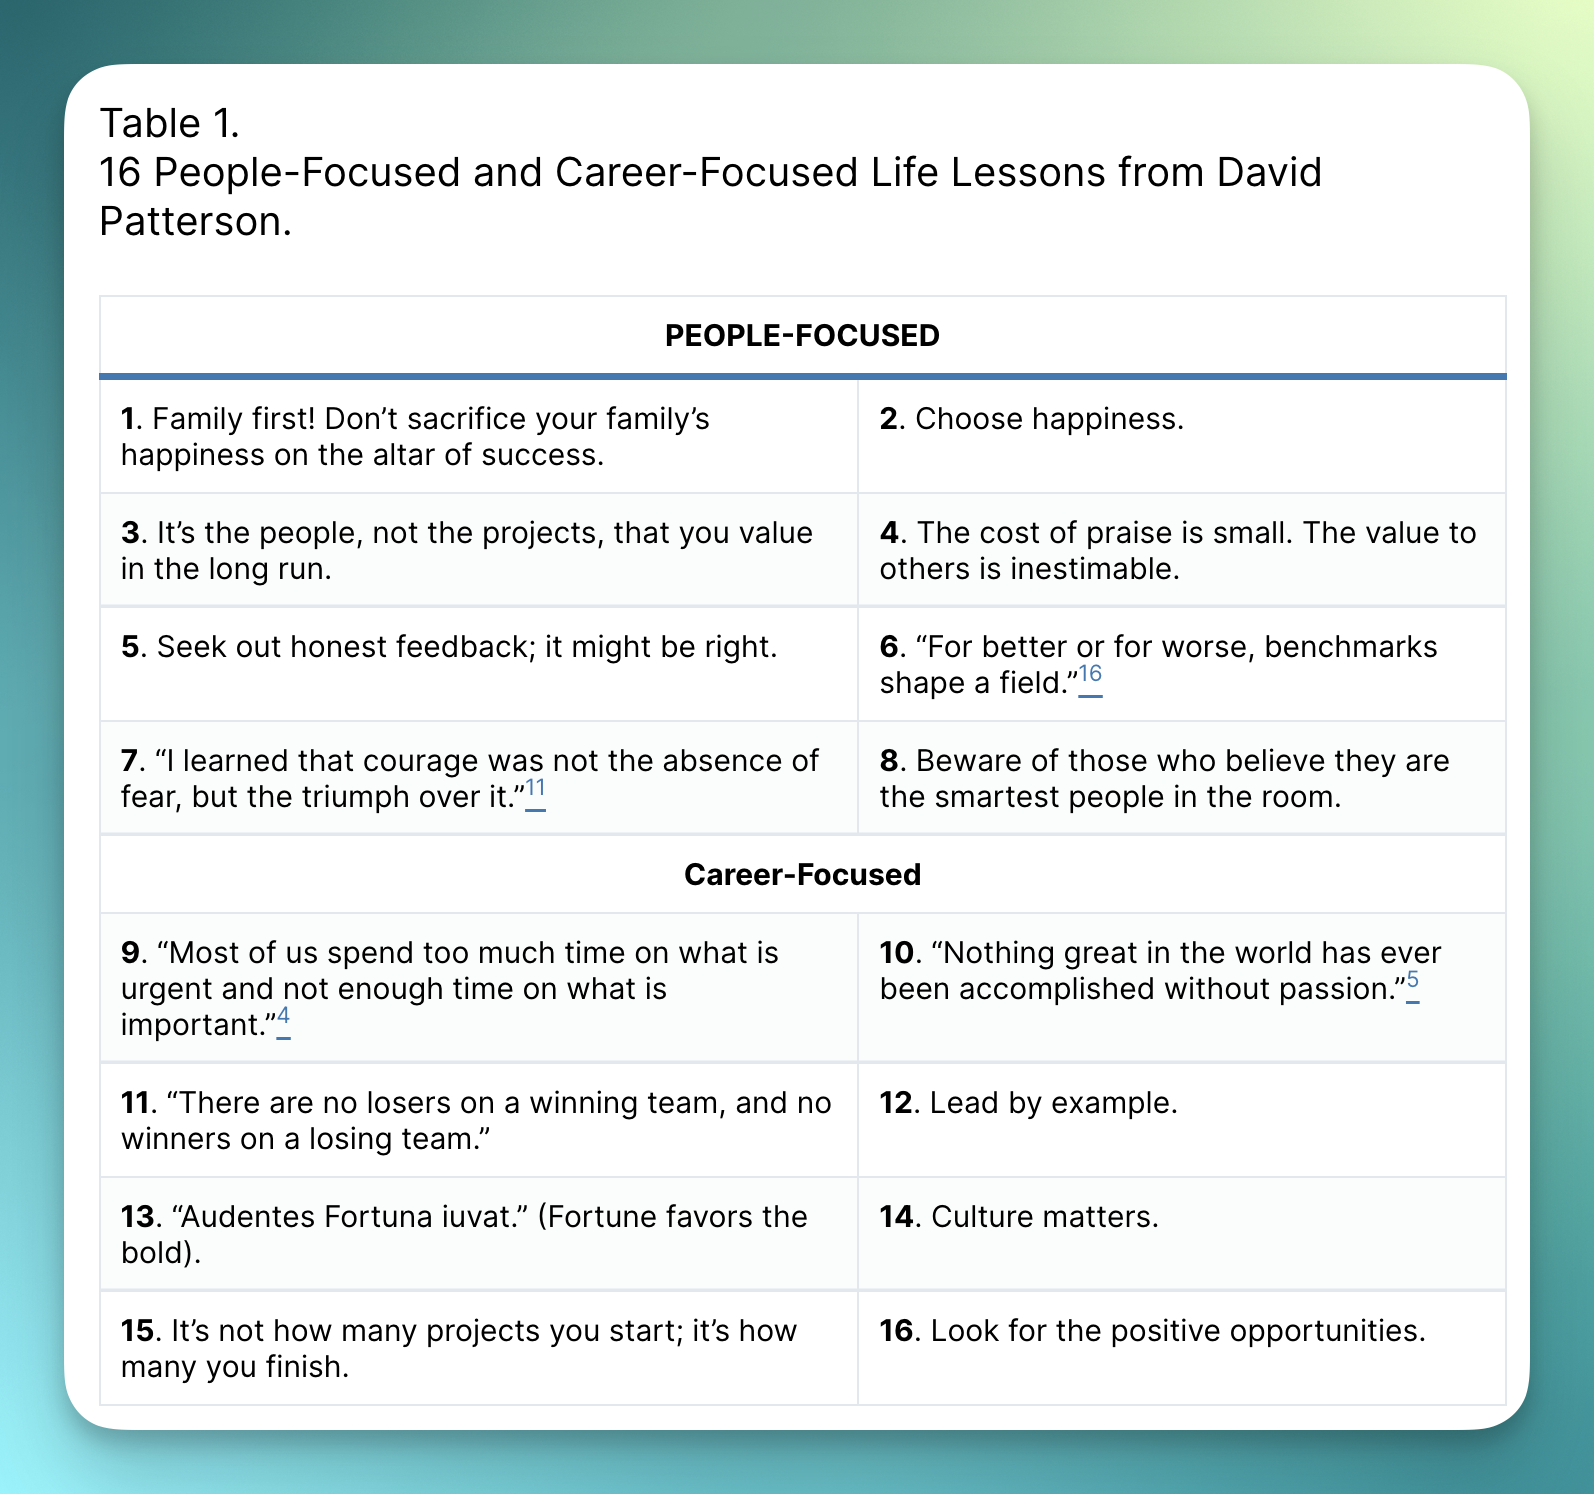 Table 1.
16 People-Focused and Career-Focused Life Lessons from David
Patterson.
PEOPLE-FOCUSED
1. Family first! Don’t sacrifice your family’s
happiness on the altar of success.
2. Choose happiness.
3. It’s the people, not the projects, that you value
in the long run.
4. The cost of praise is small. The value to
others is inestimable.
5. Seek out honest feedback; it might be right.
6. “For better or for worse, benchmarks
shape a field.”16
7. “I learned that courage was not the absence of
fear, but the triumph over it.”11
8. Beware of those who believe they are
the smartest people in the room.
Career-Focused
9. “Most of us spend too much time on what is
urgent and not enough time on what is
important.”4
10. “Nothing great in the world has ever
been accomplished without passion.”5
11. “There are no losers on a winning team, and no
winners on a losing team.”
12. Lead by example.
13. “Audentes Fortuna iuvat.” (Fortune favors the
bold).
14. Culture matters.
15. It’s not how many projects you start; it’s how
many you finish.
16. Look for the positive opportunities.